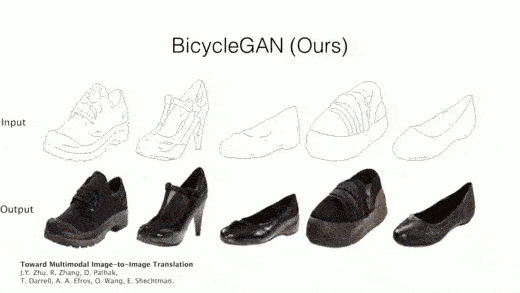 BicycleGAN (Ours)
Input
Output
Toward Multimodal Image-to-Image Translation
J.Y. Zhu, R. Zhang, D. Pathak,
T. Darrell, A. A. Efros, O. Wang, E. Shechtman.